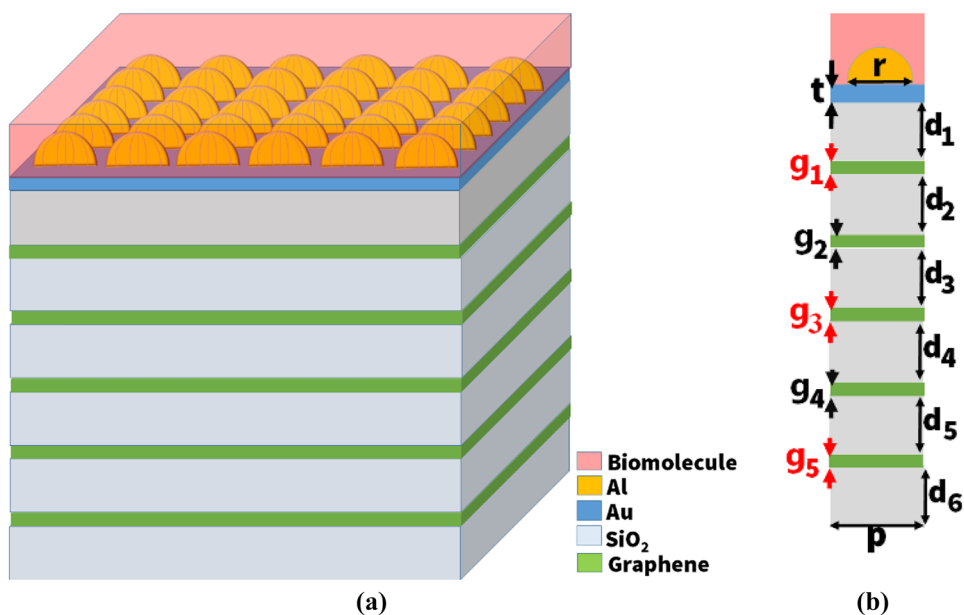 Biomolecule
Al
Au
SiO₂
Graphene
(a)
r
t
d₁
g₁
d₂
g₂
d₃
g₃
d₄
g₄
d₅
g₅
d₆
p
(b)